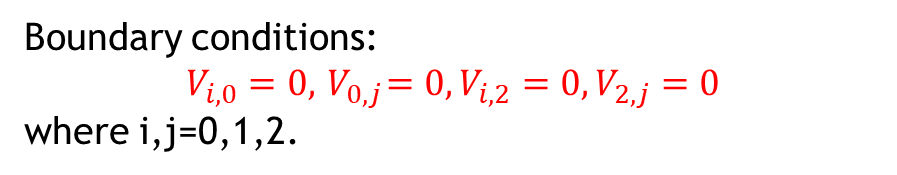 Boundary conditions:
V_{i,0} = 0, V_{0,j} = 0, V_{i,2} = 0, V_{2,j} = 0
where i,j=0,1,2.